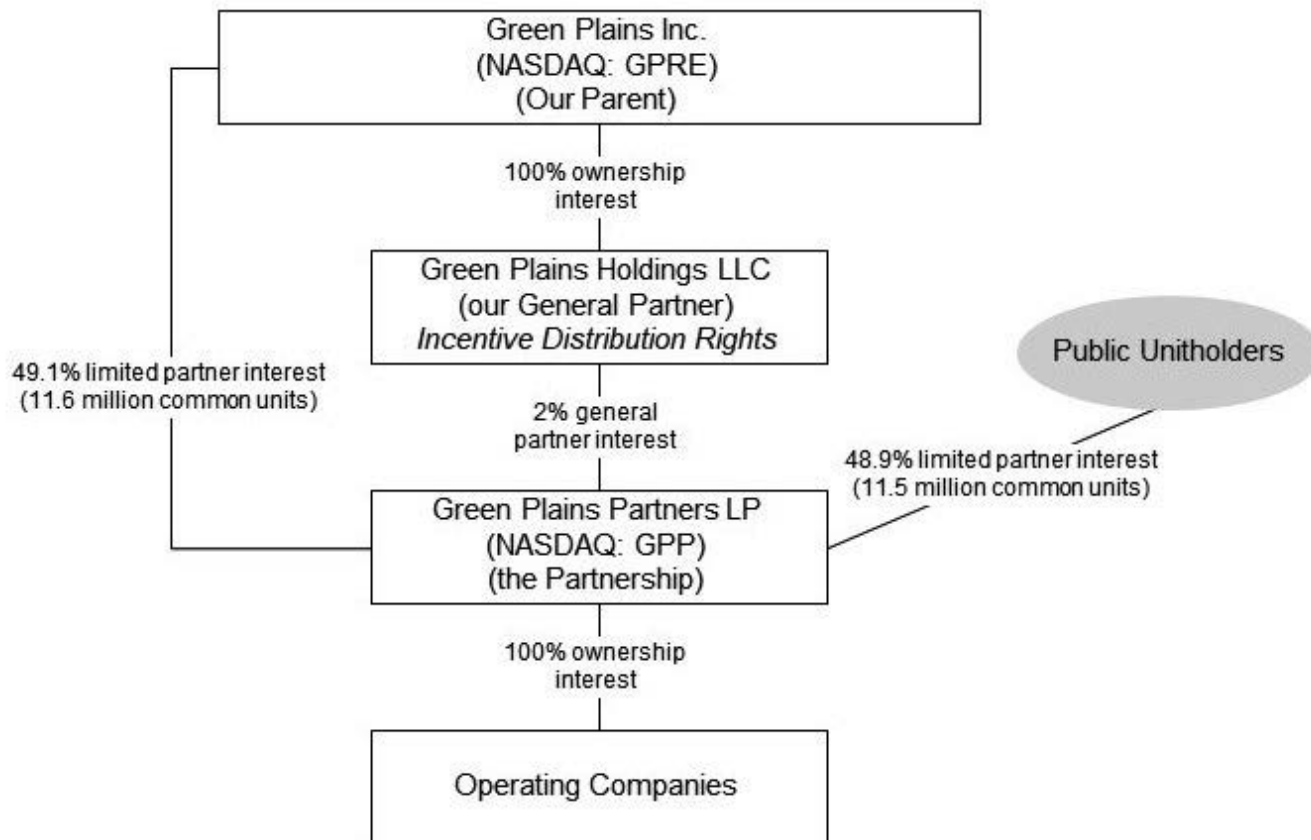 Green Plains Inc.
(NASDAQ: GPRE)
(Our Parent)
100% ownership
interest
Green Plains Holdings LLC
(our General Partner)
Incentive Distribution Rights
Public Unitholders
49.1% limited partner interest
(11.6 million common units)
2% general
partner interest
48.9% limited partner interest
(11.5 million common units)
Green Plains Partners LP
(NASDAQ: GPP)
(the Partnership)
100% ownership
interest
Operating Companies